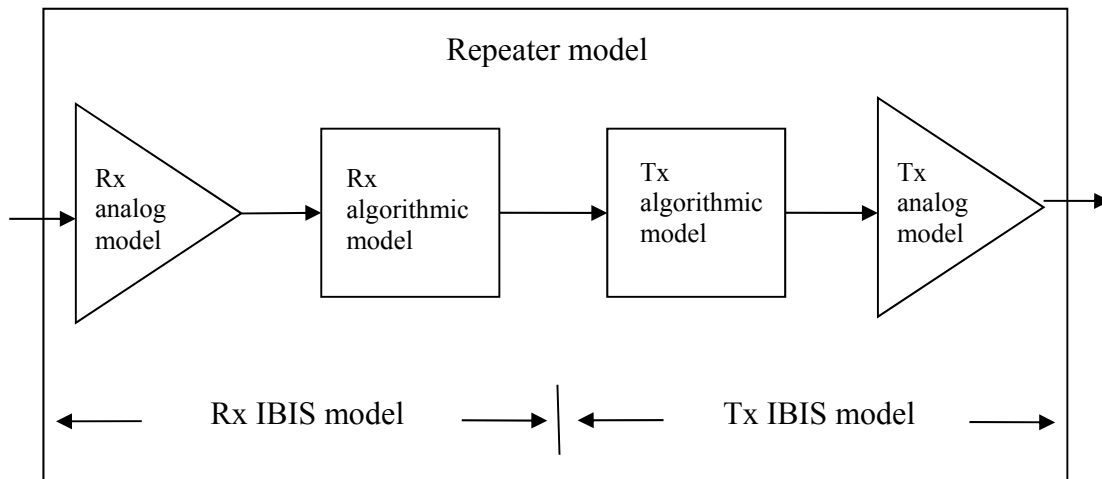 Repeater model
Rx
analog
model
Rx
algorithmic
model
Tx
algorithmic
model
Tx
analog
model
Rx IBIS model
Tx IBIS model